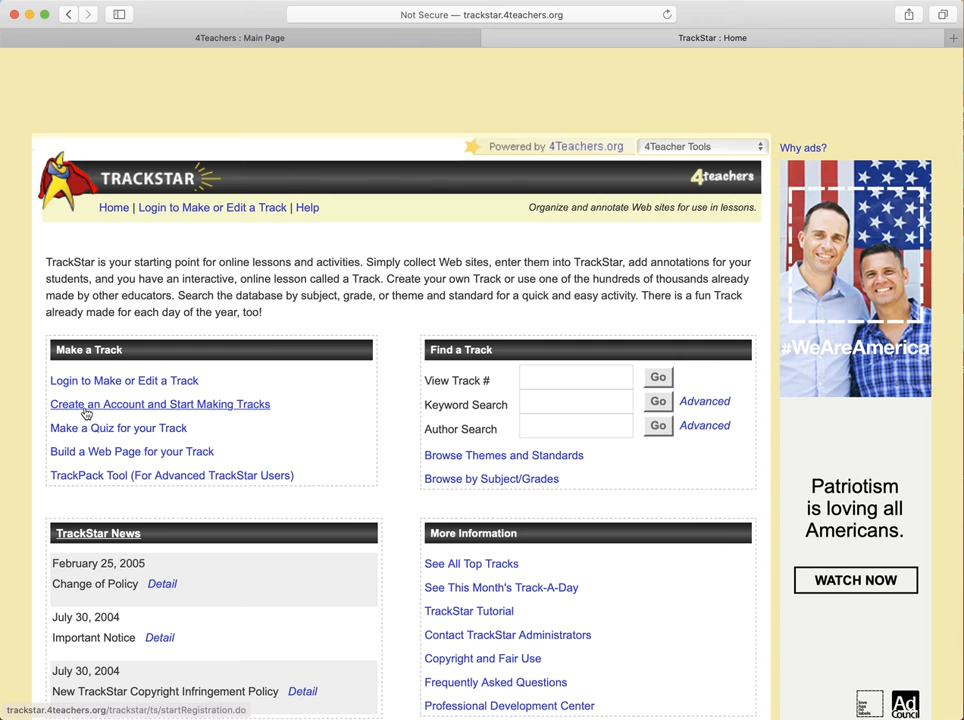 Not Secure — trackstar.4teachers.org
4Teachers : Main Page
TrackStar : Home
Powered by 4Teachers.org
4Teacher Tools
Why ads?
TRACKSTAR
4teachers
Home | Login to Make or Edit a Track | Help
Organize and annotate Web sites for use in lessons.
TrackStar is your starting point for online lessons and activities. Simply collect Web sites, enter them into TrackStar, add annotations for your
students, and you have an interactive, online lesson called a Track. Create your own Track or use one of the hundreds of thousands already
made by other educators. Search the database by subject, grade, or theme and standard for a quick and easy activity. There is a fun Track
already made for each day of the year, too!
Make a Track
Login to Make or Edit a Track
Create an Account and Start Making Tracks
Make a Quiz for your Track
Build a Web Page for your Track
TrackPack Tool (For Advanced TrackStar Users)
Find a Track
View Track # Go
Keyword Search Go Advanced
Author Search Go Advanced
Browse Themes and Standards
Browse by Subject/Grades
TrackStar News
February 25, 2005
Change of Policy Detail
July 30, 2004
Important Notice Detail
July 30, 2004
New TrackStar Copyright Infringement Policy Detail
More Information
See All Top Tracks
See This Month's Track-A-Day
TrackStar Tutorial
Contact TrackStar Administrators
Copyright and Fair Use
Frequently Asked Questions
Professional Development Center
#WeAreAmerica
Patriotism
is loving all
Americans.
WATCH NOW
love
has no
labels
Ad
Council
trackstar.4teachers.org/trackstar/ts/startRegistration.do